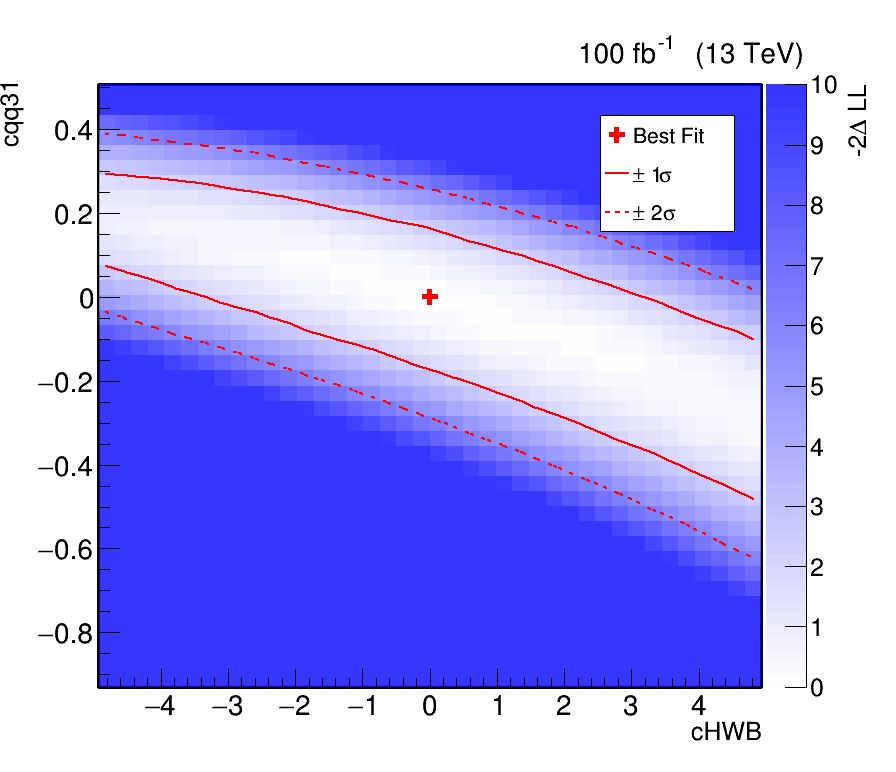 100 fb⁻¹ (13 TeV)
cqq31
-2Δ LL
Best Fit
± 1σ
± 2σ
0.4
0.2
0
−0.2
−0.4
−0.6
−0.8
10
9
8
7
6
5
4
3
2
1
0
−4 −3 −2 −1 0 1 2 3 4
cHWB